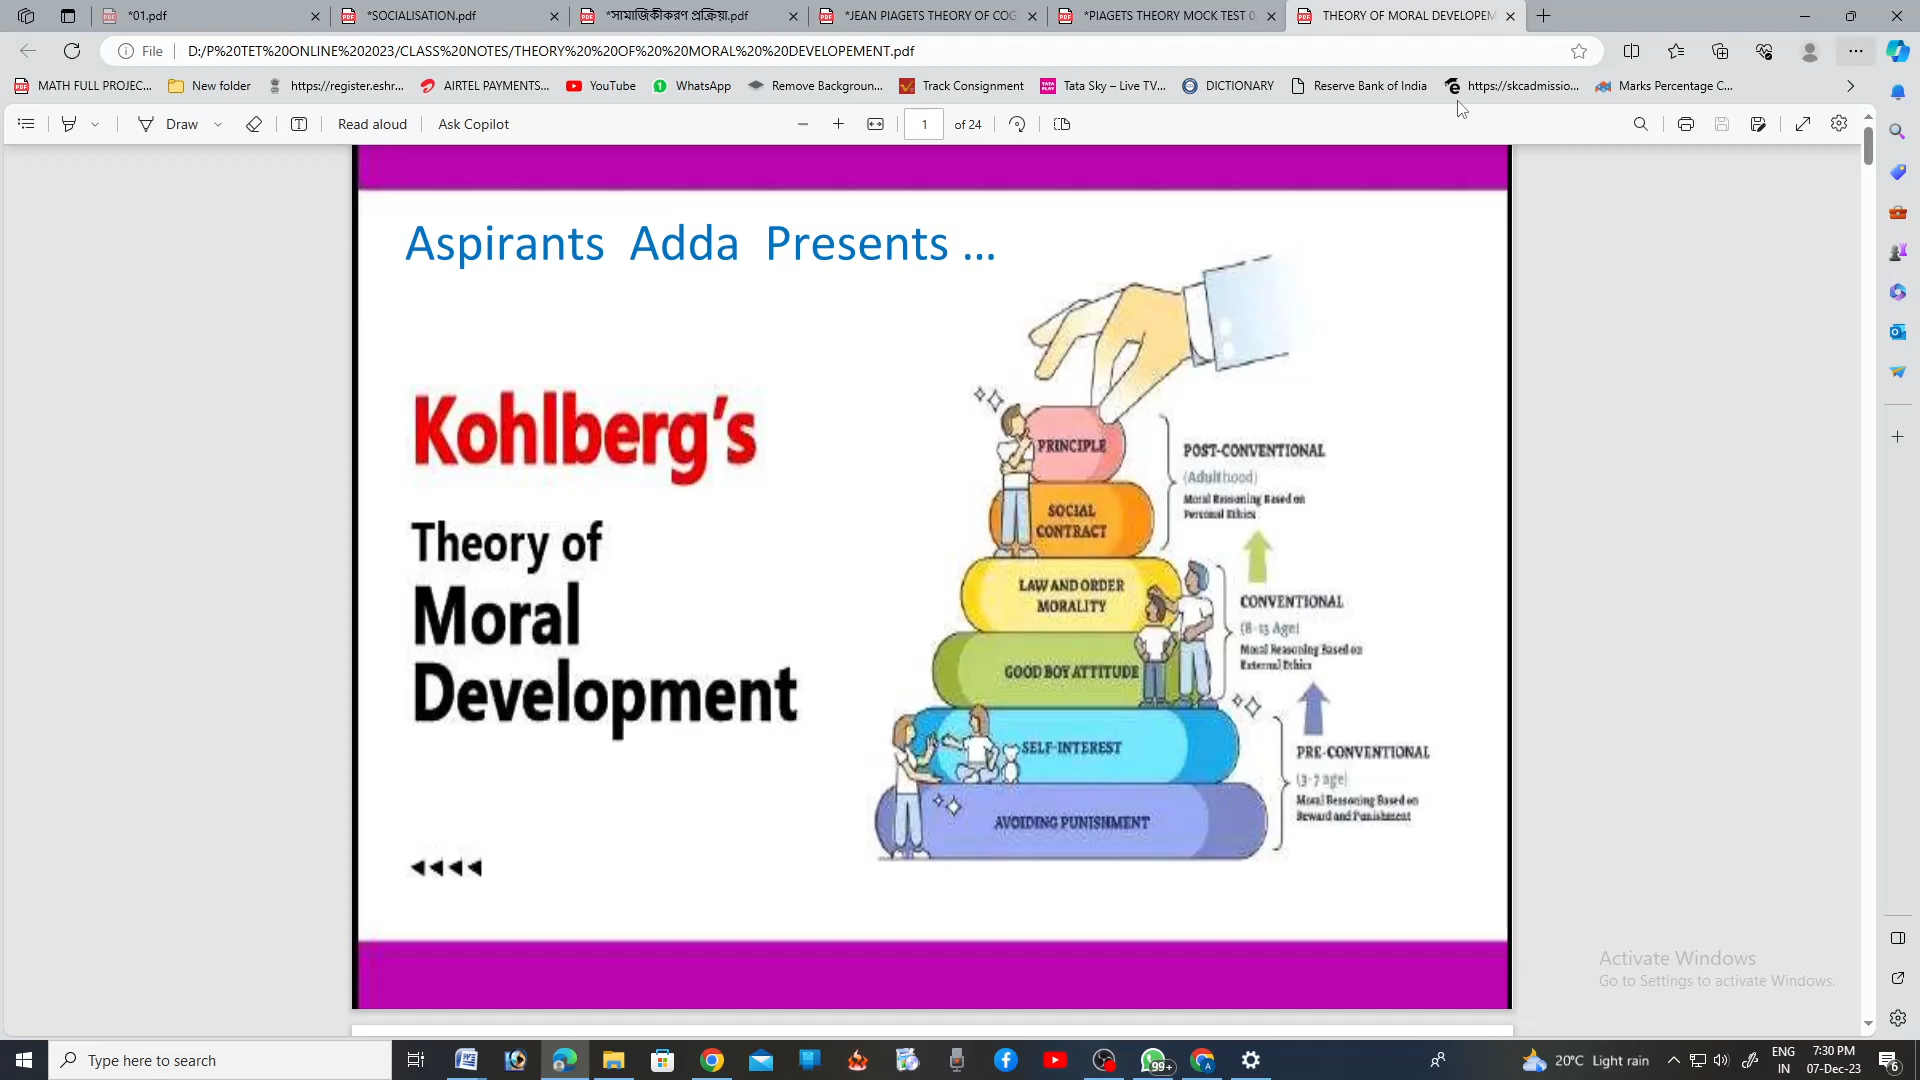 *01.pdf
*SOCIALISATION.pdf
*সামাজিকীকরণ প্রক্রিয়া.pdf
*JEAN PIAGETS THEORY OF COG
*PIAGETS THEORY MOCK TEST 0
THEORY OF MORAL DEVELOPEM
File
D:/P%20TET%20ONLINE%202023/CLASS%20NOTES/THEORY%20%20OF%20%20MORAL%20%20DEVELOPEMENT.pdf
MATH FULL PROJEC...
New folder
https://register.eshr...
AIRTEL PAYMENTS...
YouTube
WhatsApp
Remove Backgroun...
Track Consignment
Tata Sky – Live TV...
DICTIONARY
Reserve Bank of India
https://skcadmissio...
Marks Percentage C...
Draw
Read aloud
Ask Copilot
1
of 24
Aspirants Adda Presents ...
Kohlberg's
Theory of
Moral
Development
PRINCIPLE
SOCIAL
CONTRACT
LAW AND ORDER
MORALITY
GOOD BOY ATTITUDE
SELF-INTEREST
AVOIDING PUNISHMENT
POST-CONVENTIONAL
(Adulthood)
Moral Reasoning Based on
Personal Ethics
CONVENTIONAL
(8-13 Age)
Moral Reasoning Based on
External Ethics
PRE-CONVENTIONAL
(3-7 age)
Moral Reasoning Based on
Reward and Punishment
Activate Windows
Go to Settings to activate Windows.
Type here to search
99+
20°C Light rain
ENG
IN
7:30 PM
07-Dec-23
6